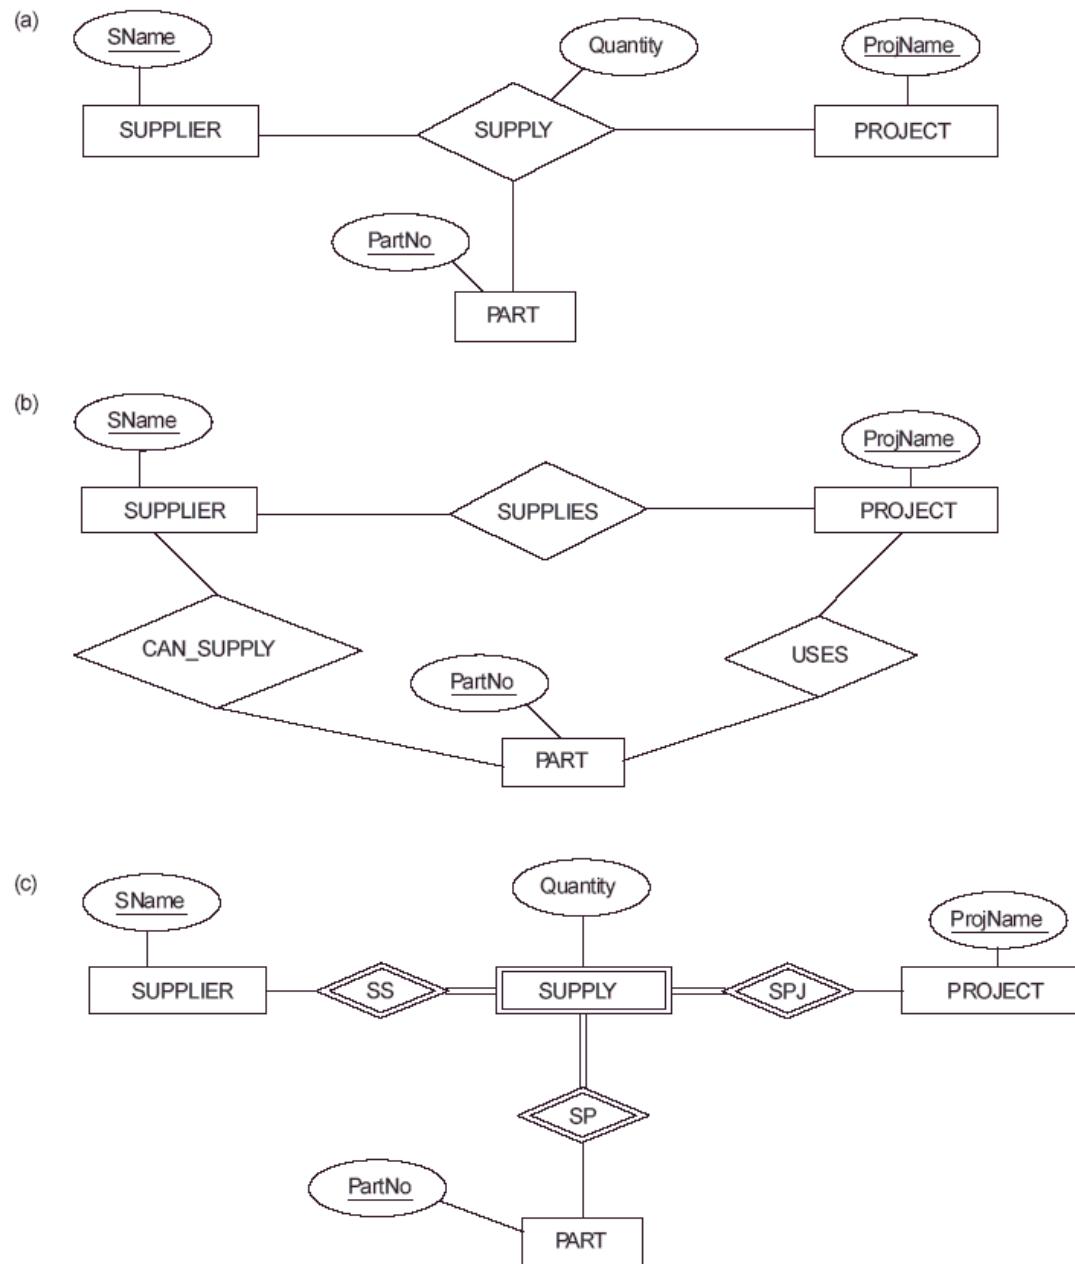 (a)
SName
Quantity
ProjName
SUPPLIER
SUPPLY
PROJECT
PartNo
PART
(b)
SName
ProjName
SUPPLIER
SUPPLIES
PROJECT
CAN_SUPPLY
USES
PartNo
PART
(c)
SName
Quantity
ProjName
SUPPLIER
SS
SUPPLY
SPJ
PROJECT
SP
PartNo
PART